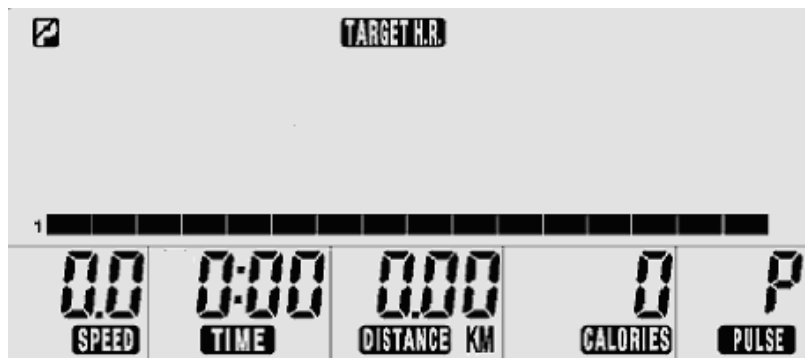 P TARGET H.R.
1
0.0 0:00 0.00 0 P
SPEED TIME DISTANCE KM CALORIES PULSE